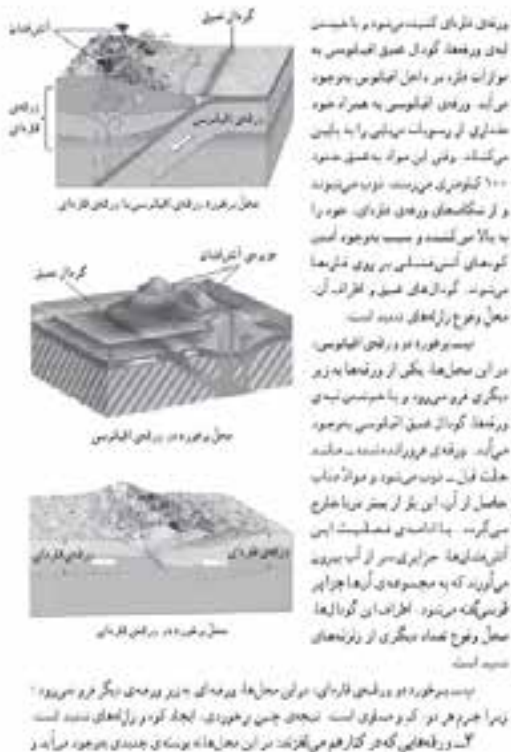 ورقه‌ی قاره‌ای کشیده می‌شود و با خمیدن
لبه‌ی ورقه‌ها، گودال عمیق اقیانوسی به
موازات قاره در داخل اقیانوس به‌وجود
می‌آید. ورقه‌ی اقیانوسی به همراه خود
مقداری از رسوبات دریایی را به پایین
می‌کشاند. وقتی این مواد به عمق حدود
۱۰۰ کیلومتری می‌رسند، ذوب می‌شوند
و از شکاف‌های ورقه‌ی قاره‌ای، خود را
به بالا می‌کشند و سبب به‌وجود آمدن
کوه‌های آتش‌فشانی بر روی قاره‌ها
می‌شوند. گودال‌های عمیق و اطراف آن،
محل وقوع زلزله‌های شدید است.
ب‌ـ برخورد دو ورقه‌ی اقیانوسی:
در این محل‌ها، یکی از ورقه‌ها به زیر
دیگری فرو می‌رود و با خمیدن لبه‌ی
ورقه‌ها، گودال عمیق اقیانوسی به‌وجود
می‌آید. ورقه‌ی فرورانده‌شده ـ مانند
حالت قبل ـ ذوب می‌شود و مواد مذاب
حاصل از آن، این بار از بستر دریا خارج
می‌گردد. با ادامه‌ی فعالیت این
آتش‌فشان‌ها، جزایری سر از آب بیرون
می‌آورند که به مجموعه‌ی آن‌ها جزایر
قوسی گفته می‌شود. اطراف این گودال‌ها،
محل وقوع تعداد دیگری از زلزله‌های
شدید است.
پ‌ـ برخورد دو ورقه‌ی قاره‌ای: در این محل‌ها، ورقه‌ای به زیر ورقه‌ی دیگر فرو نمی‌رود؛
زیرا جرم هر دو، کم و مساوی است. نتیجه‌ی چنین برخوردی، ایجاد کوه و زلزله‌های شدید است.
۳ـ ورقه‌هایی که‌ی کنار هم می‌لغزند: در این محل‌ها نه پوسته‌ی جدیدی به‌وجود می‌آید و
گودال عمیق
آتش‌فشان
ورقه‌ی قاره‌ای
ورقه‌ی اقیانوسی
محل برخورد ورقه‌ی اقیانوسی با ورقه‌ی قاره‌ای
جزیره‌ی آتش‌فشان
گودال عمیق
محل برخورد دو ورقه‌ی اقیانوسی
ورقه‌ی قاره‌ای
ورقه‌ی قاره‌ای
محل برخورد دو ورقه‌ی قاره‌ای